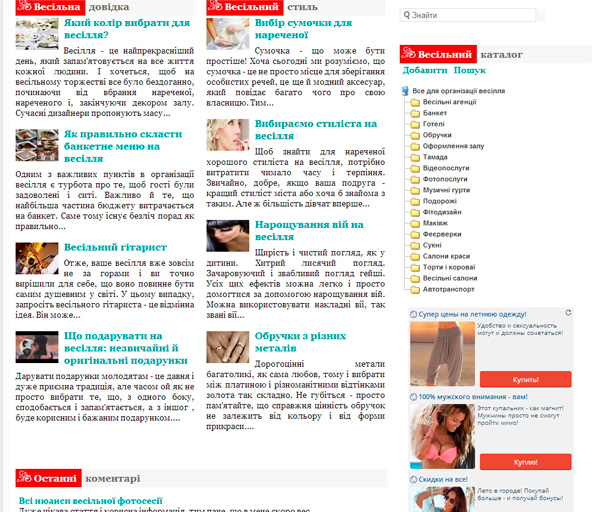 Весільна довідка
Який колір вибрати для
весілля?
Весілля - це найпрекрасніший
день, який запам'ятовується на все життя
кожної людини. І хочеться, щоб на
весільному торжестві все було бездоганно,
починаючи від вбрання нареченої,
нареченого і, закінчуючи декором залу.
Сучасні дизайнери пропонують масу...
Як правильно скласти
банкетне меню на
весілля
Одним з важливих пунктів в організації
весілля є турбота про те, щоб гості були
задоволені і ситі. Важливо й те, що
найбільша частина бюджету витрачається
на банкет. Саме тому існує безліч порад як
правильно...
Весільний гітарист
Отже, ваше весілля вже зовсім
не за горами і ви точно
вирішили для себе, що воно повинне бути
самим душевним у світі. У цьому випадку,
запросіть весільного гітариста - це відмінна
ідея. Він може...
Що подарувати на
весілля: незвичайні й
оригінальні подарунки
Дарувати подарунки молодятам - це давня і
дуже приємна традиція, але часом ой як не
просто вибрати те, що, з одного боку,
сподобається і запам'ятається, а з іншого ,
буде корисним і бажаним подарунком....
Весільний стиль
Вибір сумочки для
нареченої
Сумочка - що може бути
простіше! Хоча сьогодні ми розуміємо, що
сумочка - це не просто місце для зберігання
особистих речей, це ще й модний аксесуар,
який повідає багато чого про свою
власницю. Тим...
Вибираємо стиліста на
весілля
Щоб знайти для нареченої
хорошого стиліста на весілля, потрібно
витратити чимало часу і терпіння.
Звичайно, добре, якщо ваша подруга -
кращий стиліст міста або хоча б знайома з
таким. Але ж більшість дівчат вперше...
Нарощування вій на
весілля
Щирість і чистий погляд, як у
дитини. Хитрий лисячий погляд.
Зачаровуючий і звабливий погляд гейші.
Усіх цих ефектів можна легко і просто
домогтися за допомогою нарощування вій.
Можна використовувати накладні вії, так
звані вії...
Обручки з різних
металів
Дорогоцінні метали
багатоликі, як сама любов, тому і вибрати
між платиною і різноманітними відтінками
золота так складно. Не губіться - просто
пам'ятайте, що справжня цінність обручок
не залежить від кольору і від форми
прикраси....
Останні коментарі
Всі нюанси весільної фотосесії
Дуже цікава стаття і корисна інформація, тим паче, що в мене скоро вес
Знайти
Весільний каталог
Добавити Пошук
Все для організації весілля
Весільні агенції
Банкет
Готелі
Обручки
Оформлення залу
Тамада
Відеопослуги
Фотопослуги
Музичні гурти
Подорожі
Фітодизайн
Макіяж
Феєрверки
Сукні
Салони краси
Торти і короваї
Весільні салони
Автотранспорт
Супер цены на летнюю одежду!
Удобство и сексуальность
могут и должны сочетаться!
Купить!
100% мужского внимания - вам!
Этот купальник - как магнит!
Мужчины просто не смогут
пройти мимо!
Куплю!
Скидки на все!
Лето в городе! Покупай
больше - и получай бонусы!